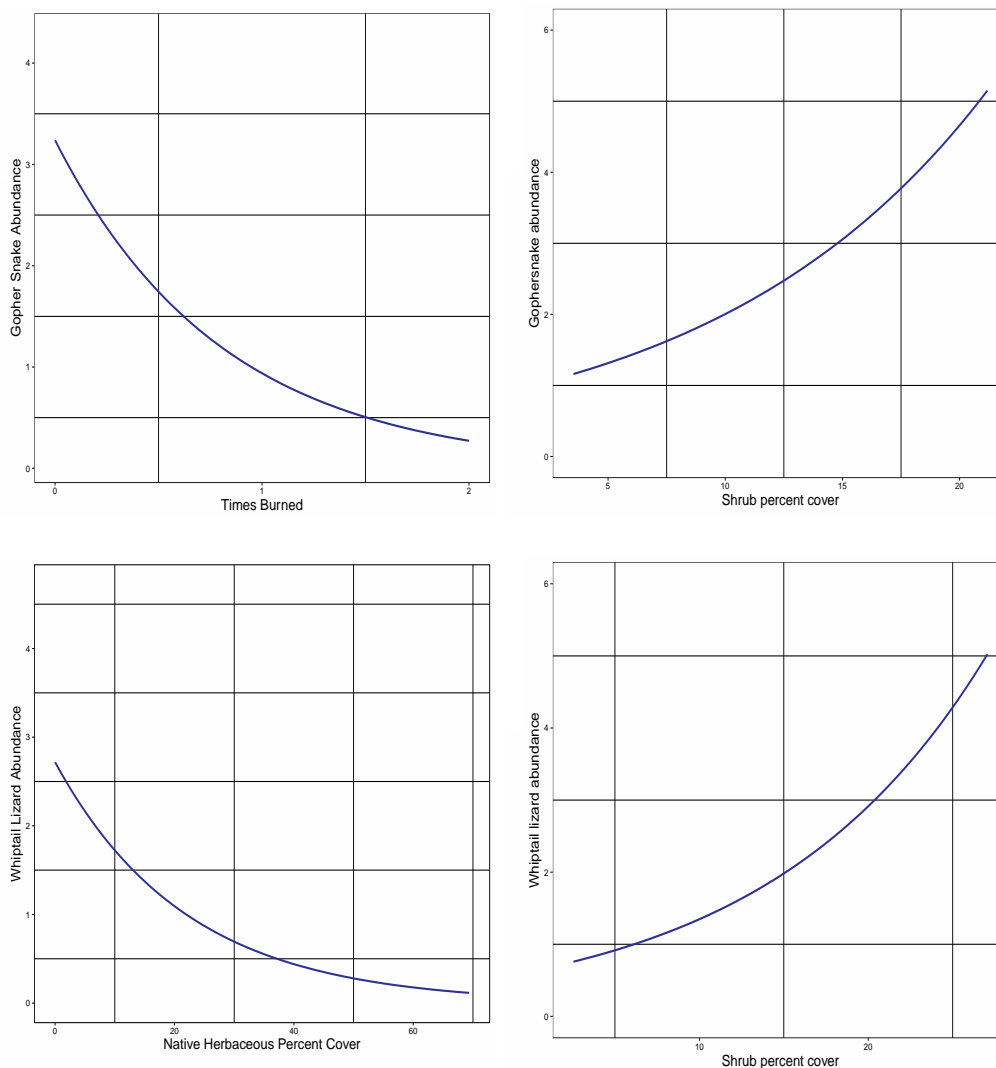 Gopher Snake Abundance
4
3
2
1
0
0 1 2
Times Burned
Gophersnake abundance
6
4
2
0
5 10 15 20
Shrub percent cover
Whiptail Lizard Abundance
4
3
2
1
0
0 20 40 60
Native Herbaceous Percent Cover
Whiptail lizard abundance
6
4
2
0
10 20
Shrub percent cover